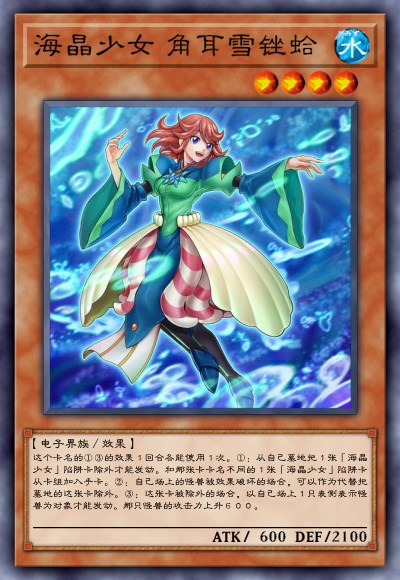 海晶少女 角耳雪锉蛤
水
【电子界族／效果】
这个卡名的①③的效果1回合各能使用1次。①：从自己墓地把1张「海晶
少女」陷阱卡除外才能发动。和那张卡卡名不同的1张「海晶少女」陷阱卡
从卡组加入手卡。②：自己场上的怪兽被效果破坏的场合，可以作为代替把
墓地的这张卡除外。③：这张卡被除外的场合，以自己场上1只表侧表示怪
兽为对象才能发动。那只怪兽的攻击力上升600。
ATK/ 600 DEF/2100